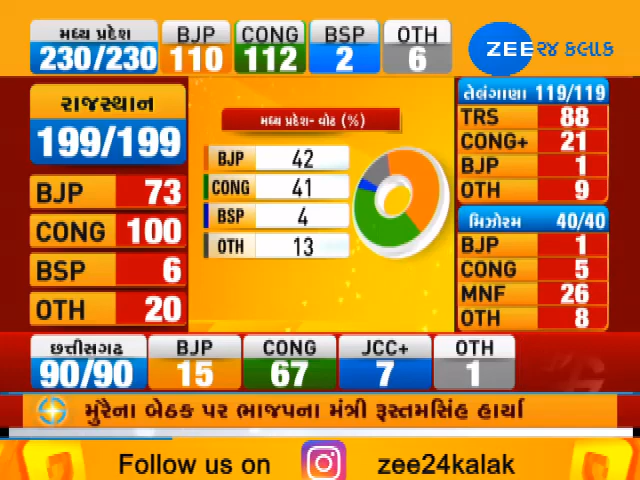 મધ્ય પ્રદેશ BJP CONG BSP OTH
230/230 110 112 2 6
ZEE ૨૪ કલાક
રાજસ્થાન
199/199
BJP 73
CONG 100
BSP 6
OTH 20
મધ્ય પ્રદેશ- વોટ (%)
BJP 42
CONG 41
BSP 4
OTH 13
તેલંગાણા 119/119
TRS 88
CONG+ 21
BJP 1
OTH 9
મિઝોરમ 40/40
BJP 1
CONG 5
MNF 26
OTH 8
છત્તીસગઢ BJP CONG JCC+ OTH
90/90 15 67 7 1
મુરૈના બેઠક પર ભાજપના મંત્રી રૂસ્તમસિંહ હાર્યા
Follow us on zee24kalak